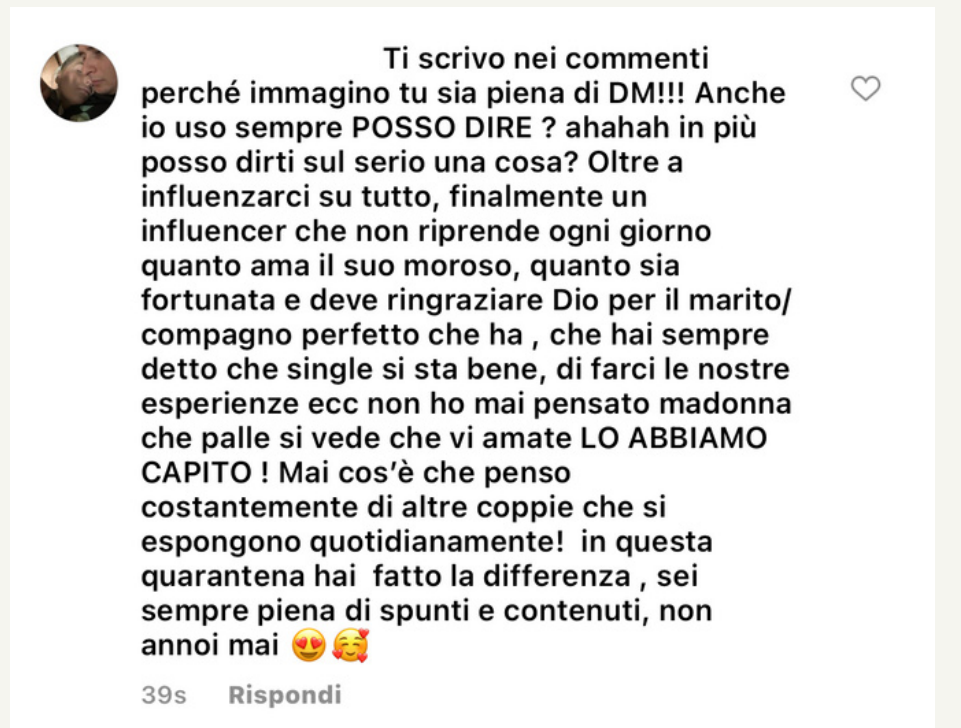 Ti scrivo nei commenti
perché immagino tu sia piena di DM!!! Anche
io uso sempre POSSO DIRE ? ahahah in più
posso dirti sul serio una cosa? Oltre a
influenzarci su tutto, finalmente un
influencer che non riprende ogni giorno
quanto ama il suo moroso, quanto sia
fortunata e deve ringraziare Dio per il marito/
compagno perfetto che ha , che hai sempre
detto che single si sta bene, di farci le nostre
esperienze ecc non ho mai pensato madonna
che palle si vede che vi amate LO ABBIAMO
CAPITO ! Mai cos’è che penso
costantemente di altre coppie che si
espongono quotidianamente!  in questa
quarantena hai  fatto la differenza , sei
sempre piena di spunti e contenuti, non
annoi mai 😍🥰
39s Rispondi